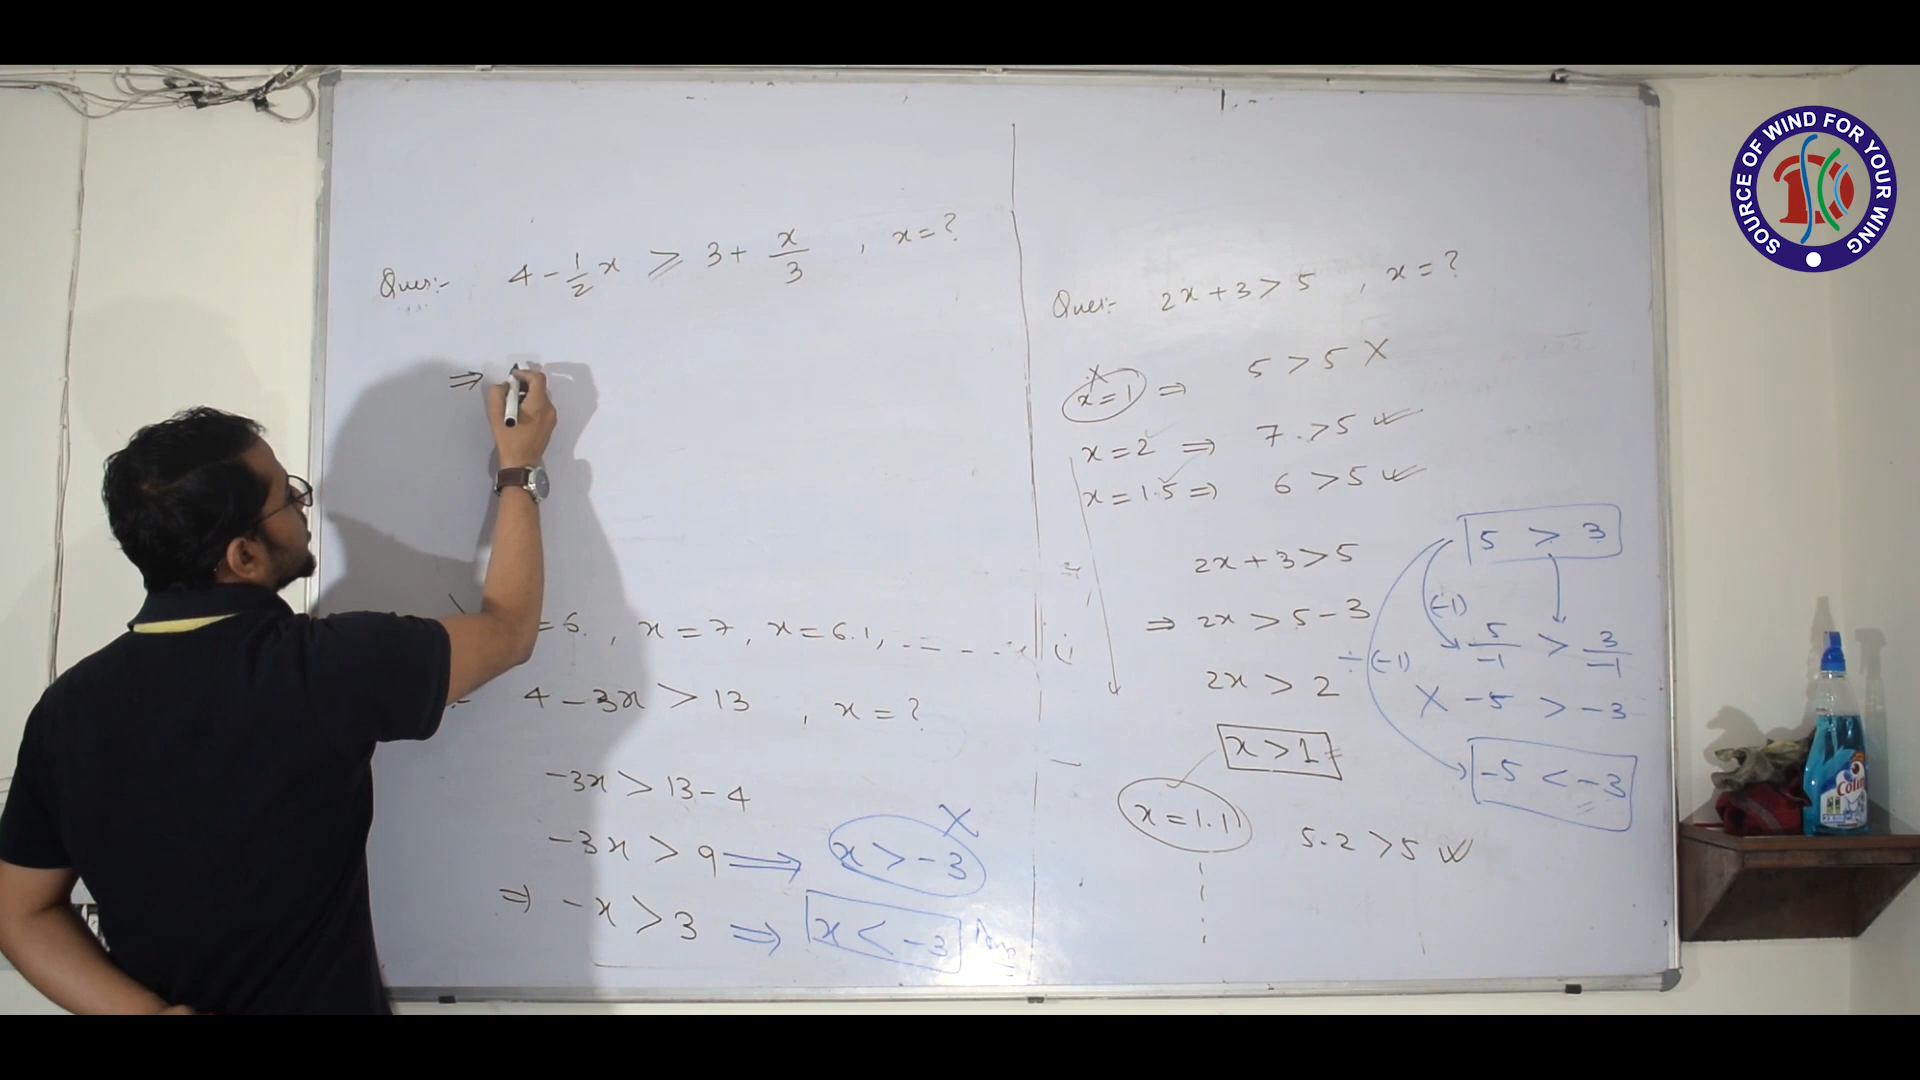 Ques:- 4 - 1/2 x ≥ 3 + x/3 , x = ?
⇒
= 6. , x = 7, x = 6.1, . - - - .
4 - 3x > 13 , x = ?
-3x > 13 - 4
-3x > 9 ⟹ x > -3 X
⇒ -x > 3 ⟹ x < -3 Ans
Ques:- 2x + 3 > 5 , x = ?
x = 1 ⇒ 5 > 5 X
x = 2 ⇒ 7 > 5 ✓
x = 1.5 ⇒ 6 > 5 ✓
2x + 3 > 5
⇒ 2x > 5 - 3
2x > 2
x > 1
x = 1.1 5.2 > 5 ✓
5 > 3
(-1)
5/-1 > 3/-1
÷ (-1)
X -5 > -3
-5 < -3
SOURCE OF WIND FOR YOUR WING
Colin